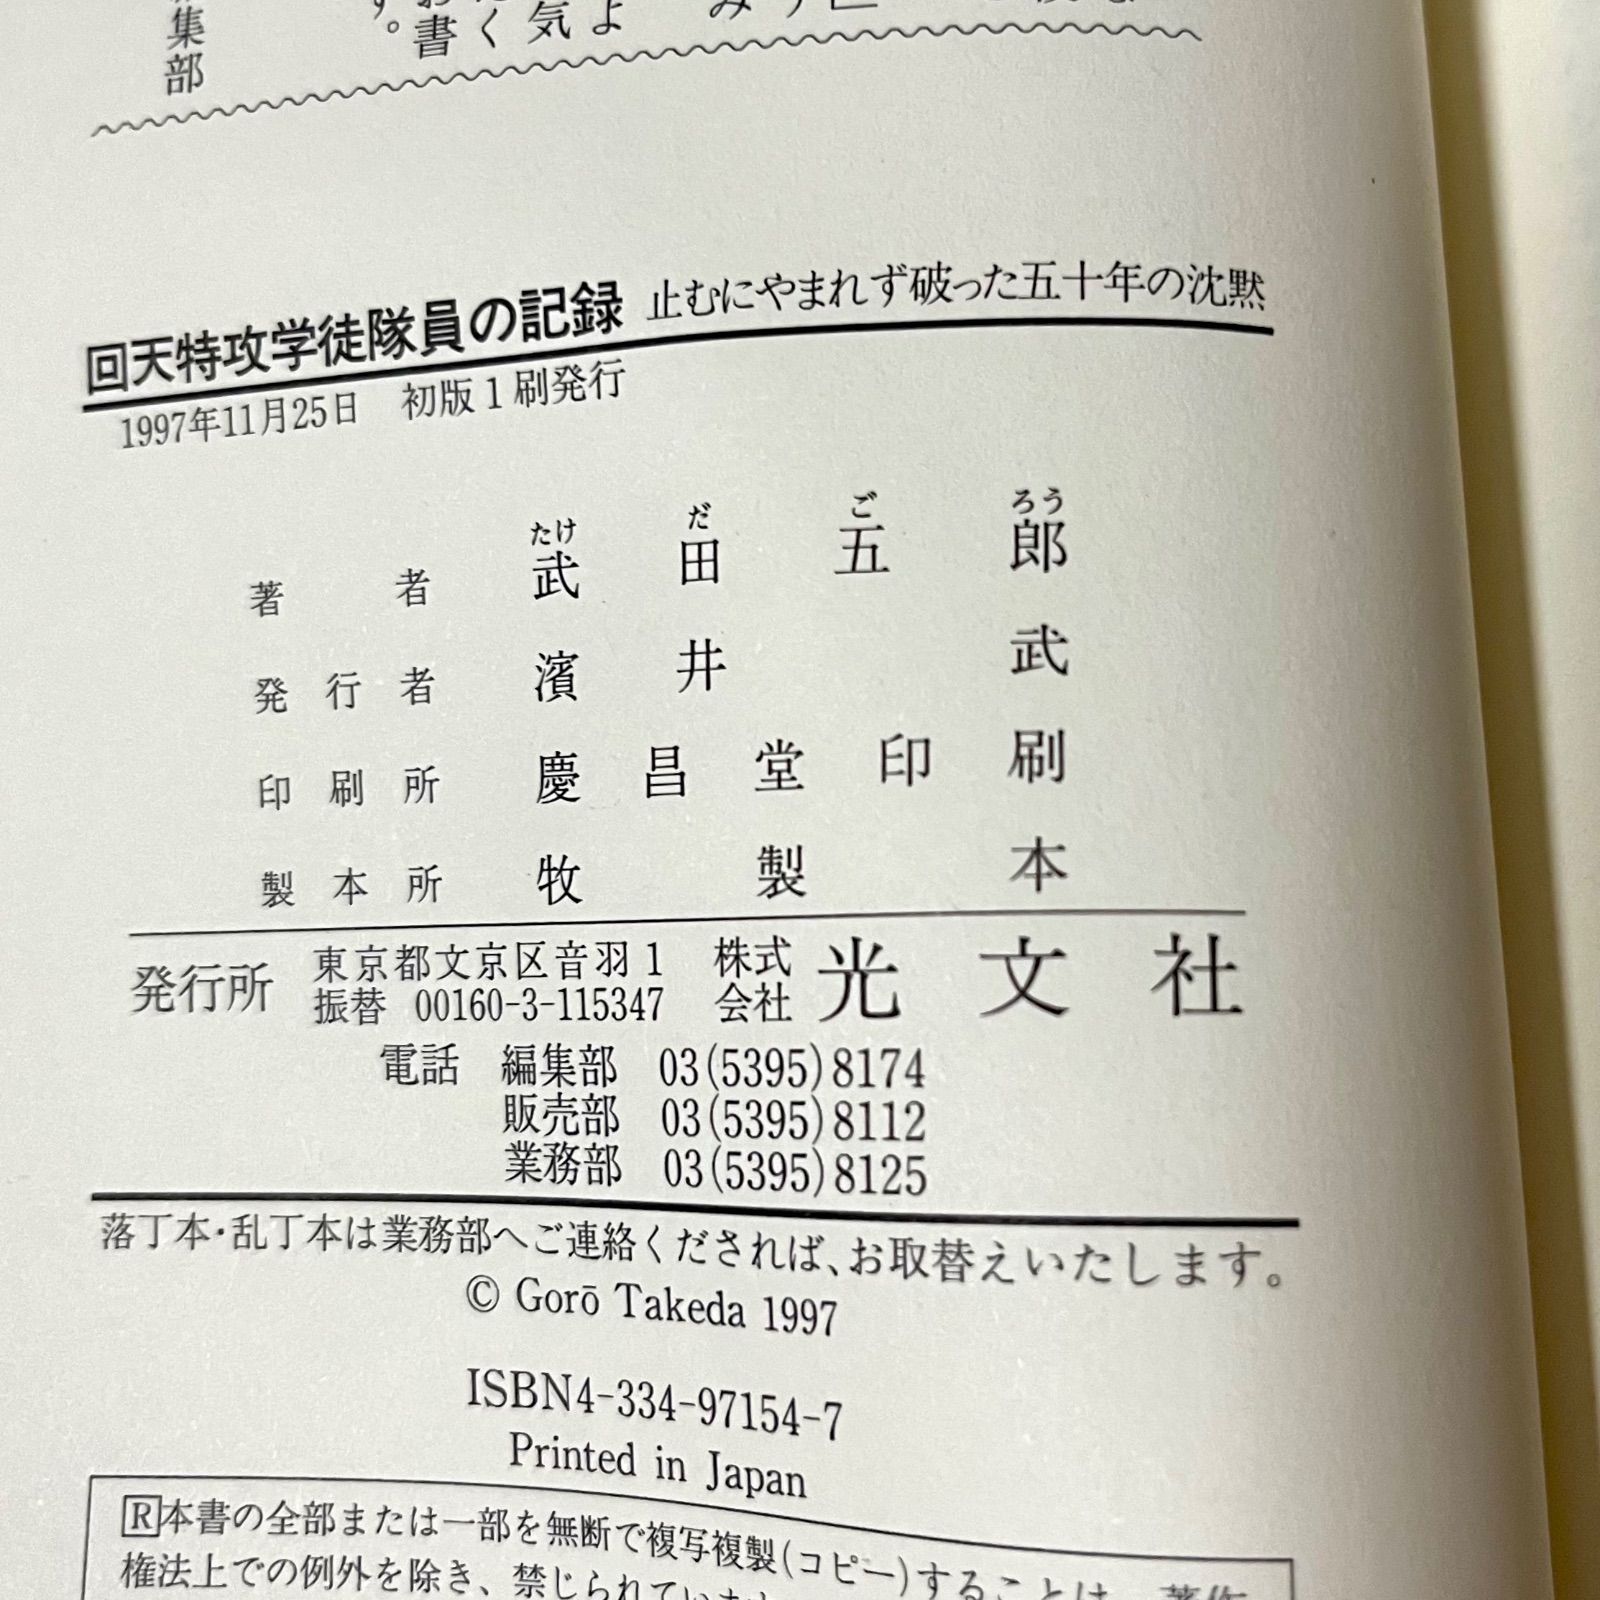 編集部
す。
お書
く
気
よ
み
回天特攻学徒隊員の記録 止むにやまれず破った五十年の沈黙
1997年11月25日 初版1刷発行
たけ だ ご ろう
著者 武田五郎
発行者 濱井武
印刷所 慶昌堂印刷
製本所 牧製本
発行所 東京都文京区音羽1 株式会社 光文社
振替 00160-3-115347
電話 編集部 03(5395)8174
販売部 03(5395)8112
業務部 03(5395)8125
落丁本・乱丁本は業務部へご連絡くだされば、お取替えいたします。
© Gorō Takeda 1997
ISBN4-334-97154-7
Printed in Japan
R本書の全部または一部を無断で複写複製(コピー)することは、著作
権法上での例外を除き、禁じられています